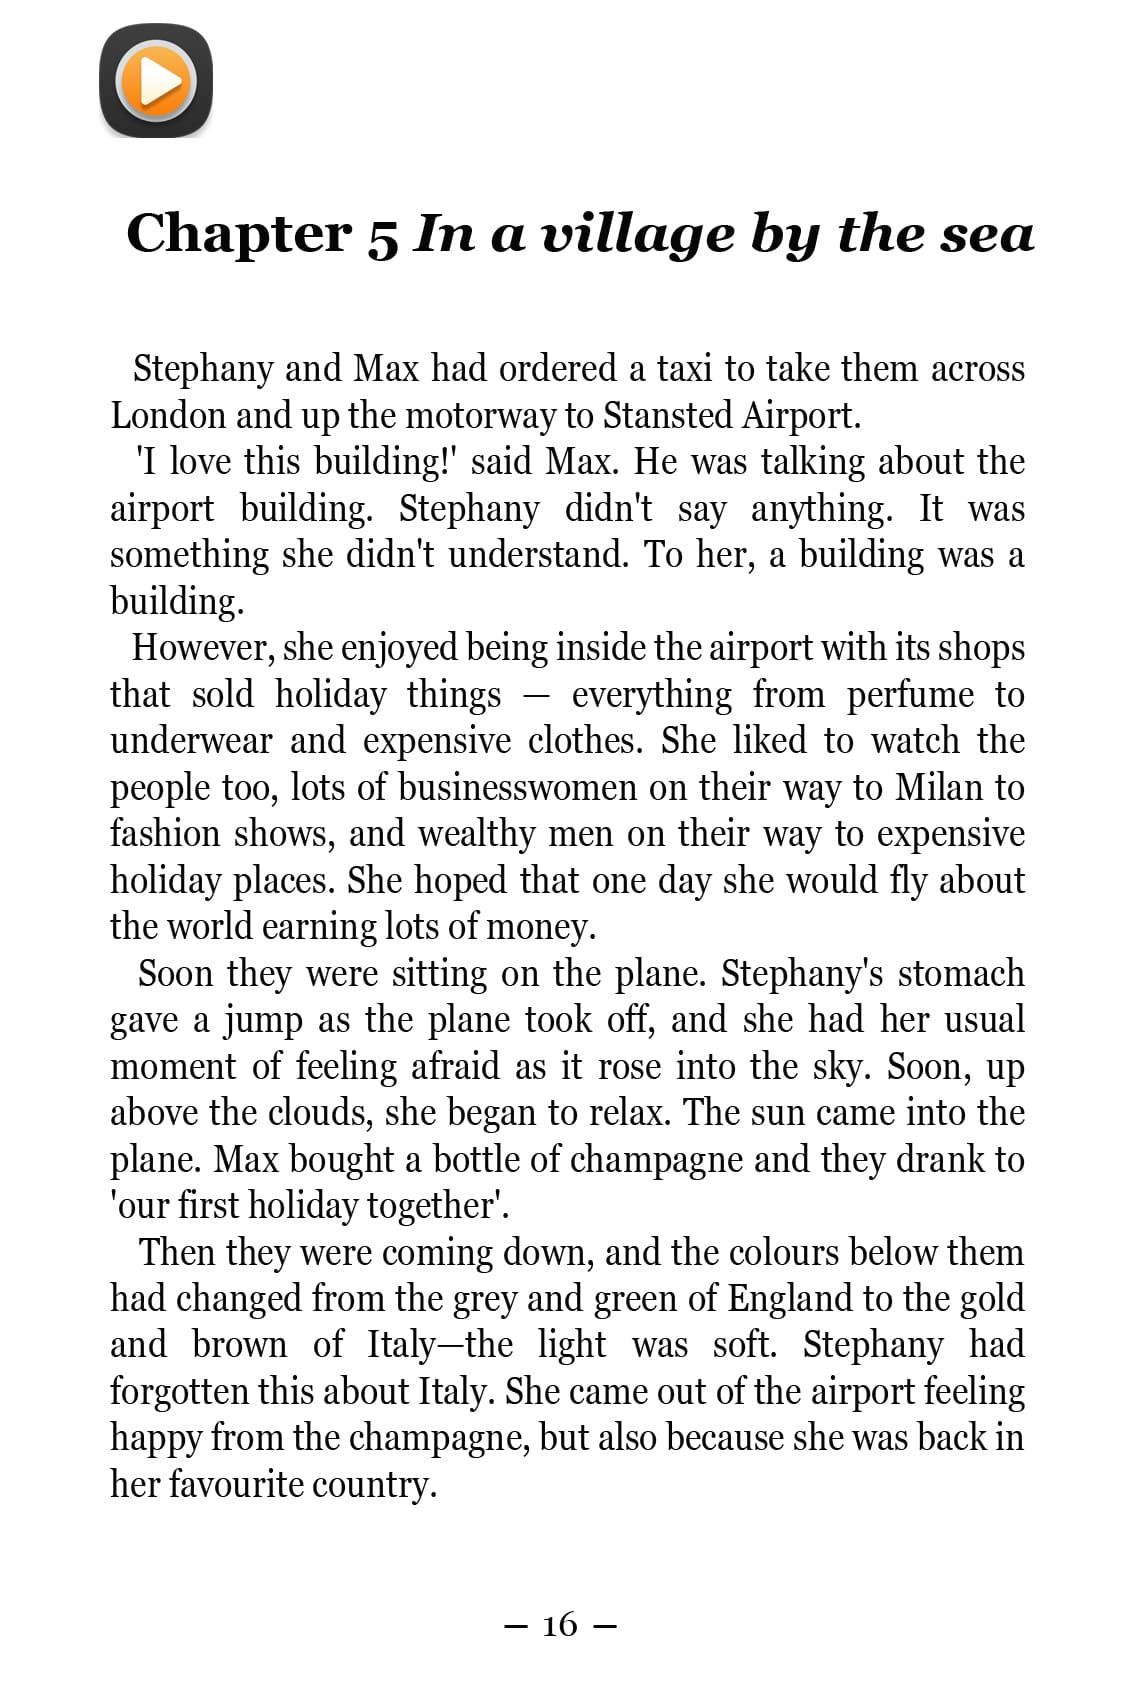 Chapter 5 In a village by the sea
Stephany and Max had ordered a taxi to take them across
London and up the motorway to Stansted Airport.
'I love this building!' said Max. He was talking about the
airport building. Stephany didn't say anything. It was
something she didn't understand. To her, a building was a
building.
However, she enjoyed being inside the airport with its shops
that sold holiday things — everything from perfume to
underwear and expensive clothes. She liked to watch the
people too, lots of businesswomen on their way to Milan to
fashion shows, and wealthy men on their way to expensive
holiday places. She hoped that one day she would fly about
the world earning lots of money.
Soon they were sitting on the plane. Stephany's stomach
gave a jump as the plane took off, and she had her usual
moment of feeling afraid as it rose into the sky. Soon, up
above the clouds, she began to relax. The sun came into the
plane. Max bought a bottle of champagne and they drank to
'our first holiday together'.
Then they were coming down, and the colours below them
had changed from the grey and green of England to the gold
and brown of Italy—the light was soft. Stephany had
forgotten this about Italy. She came out of the airport feeling
happy from the champagne, but also because she was back in
her favourite country.
— 16 —